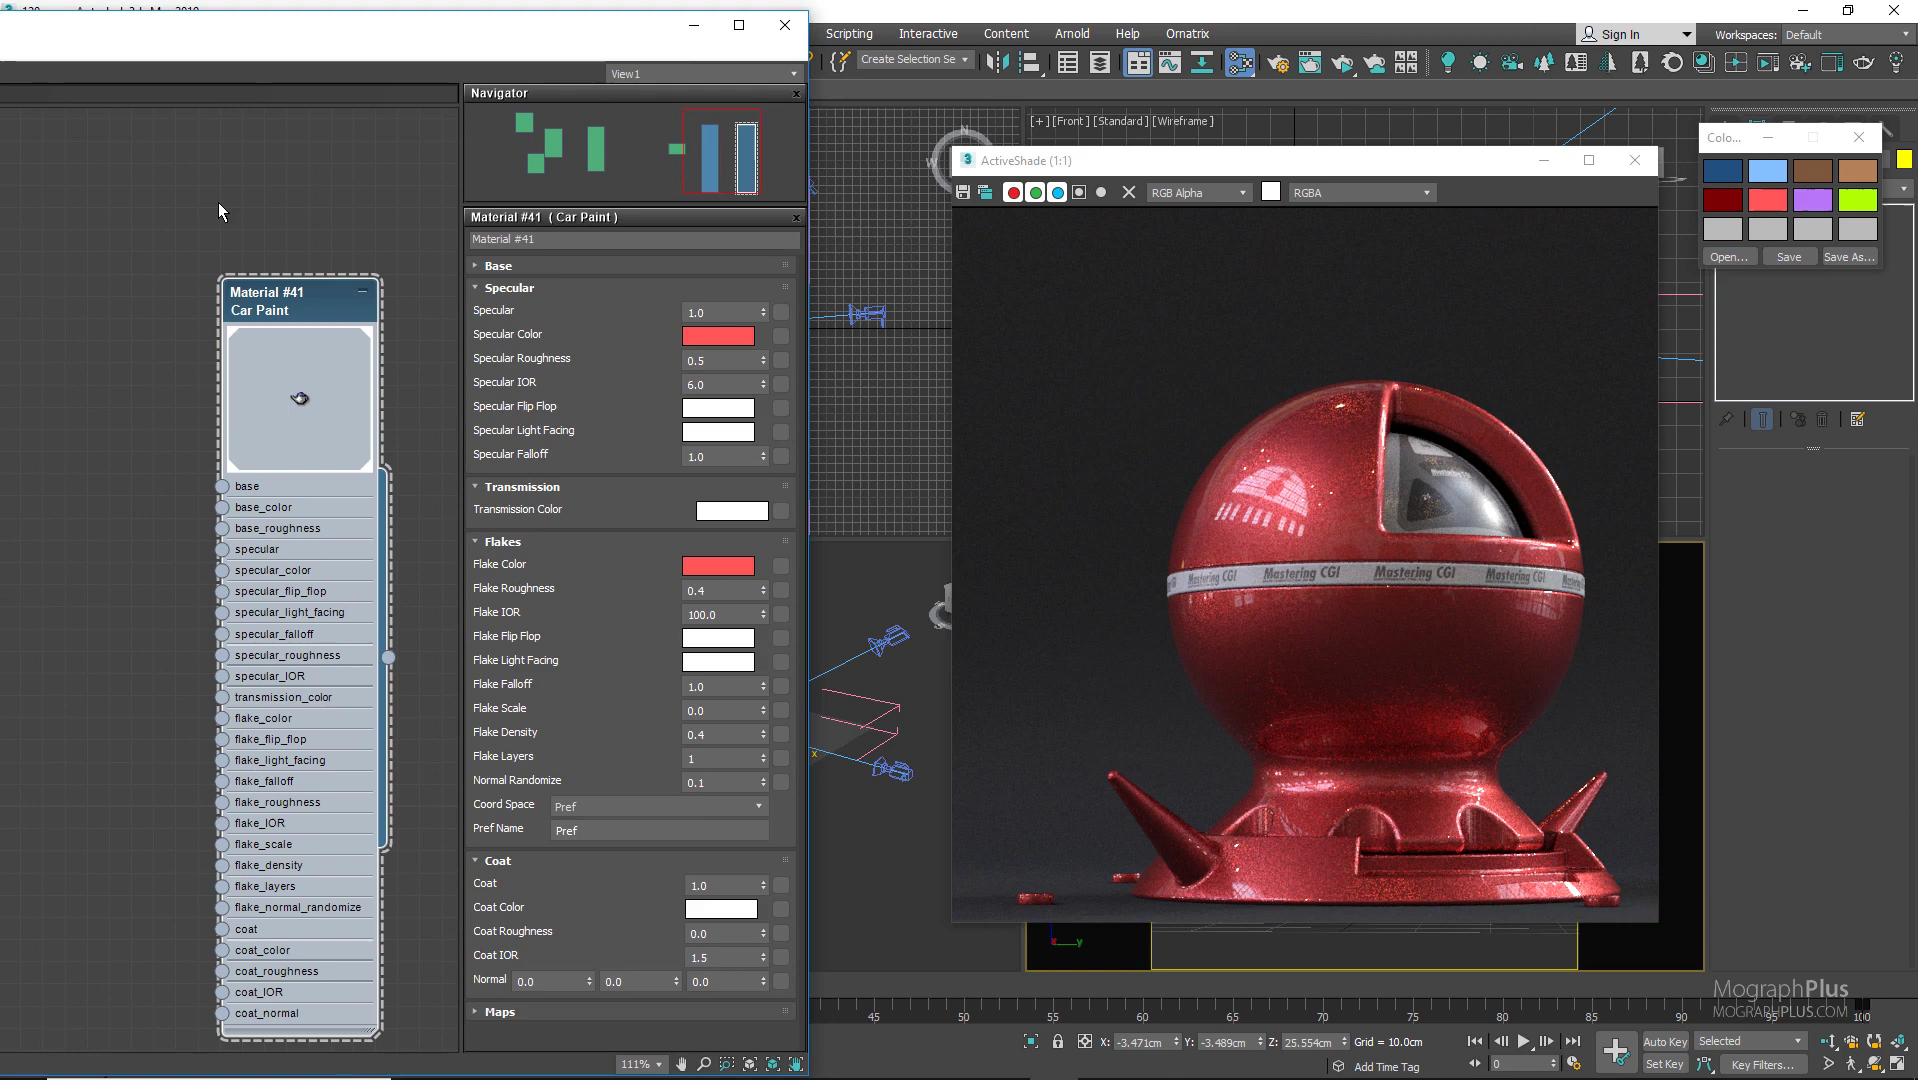 Scripting Interactive Content Arnold Help Ornatrix
Sign In Workspaces: Default
Create Selection Se
View1
Navigator
[+] [Front] [Standard] [Wireframe]
N
W
Colo...
ActiveShade (1:1)
RGB Alpha RGBA
Open... Save Save As...
Material #41 ( Car Paint )
Material #41
Base
Specular
Specular 1.0
Specular Color
Specular Roughness 0.5
Specular IOR 6.0
Specular Flip Flop
Specular Light Facing
Specular Falloff 1.0
Transmission
Transmission Color
Flakes
Flake Color
Flake Roughness 0.4
Flake IOR 100.0
Flake Flip Flop
Flake Light Facing
Flake Falloff 1.0
Flake Scale 0.0
Flake Density 0.4
Flake Layers 1
Normal Randomize 0.1
Coord Space Pref
Pref Name Pref
Coat
Coat 1.0
Coat Color
Coat Roughness 0.0
Coat IOR 1.5
Normal 0.0 0.0 0.0
Maps
111%
Material #41
Car Paint
base
base_color
base_roughness
specular
specular_color
specular_flip_flop
specular_light_facing
specular_falloff
specular_roughness
specular_IOR
transmission_color
flake_color
flake_flip_flop
flake_light_facing
flake_falloff
flake_roughness
flake_IOR
flake_scale
flake_density
flake_layers
flake_normal_randomize
coat
coat_color
coat_roughness
coat_IOR
coat_normal
Mastering CGI Mastering CGI Mastering CGI Mastering CGI
x
x y
MographPlus
MOGRAPHPLUS.COM
45 50 55 60 65 70 75 80 85 90 95 100
X: -3.471cm Y: -3.489cm Z: 25.554cm Grid = 10.0cm
Auto Key Selected
Add Time Tag
0
Set Key Key Filters...